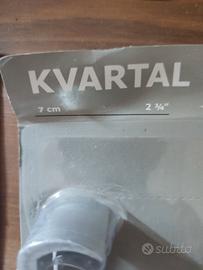 KVARTAL
7 cm 2 ¾"
subito